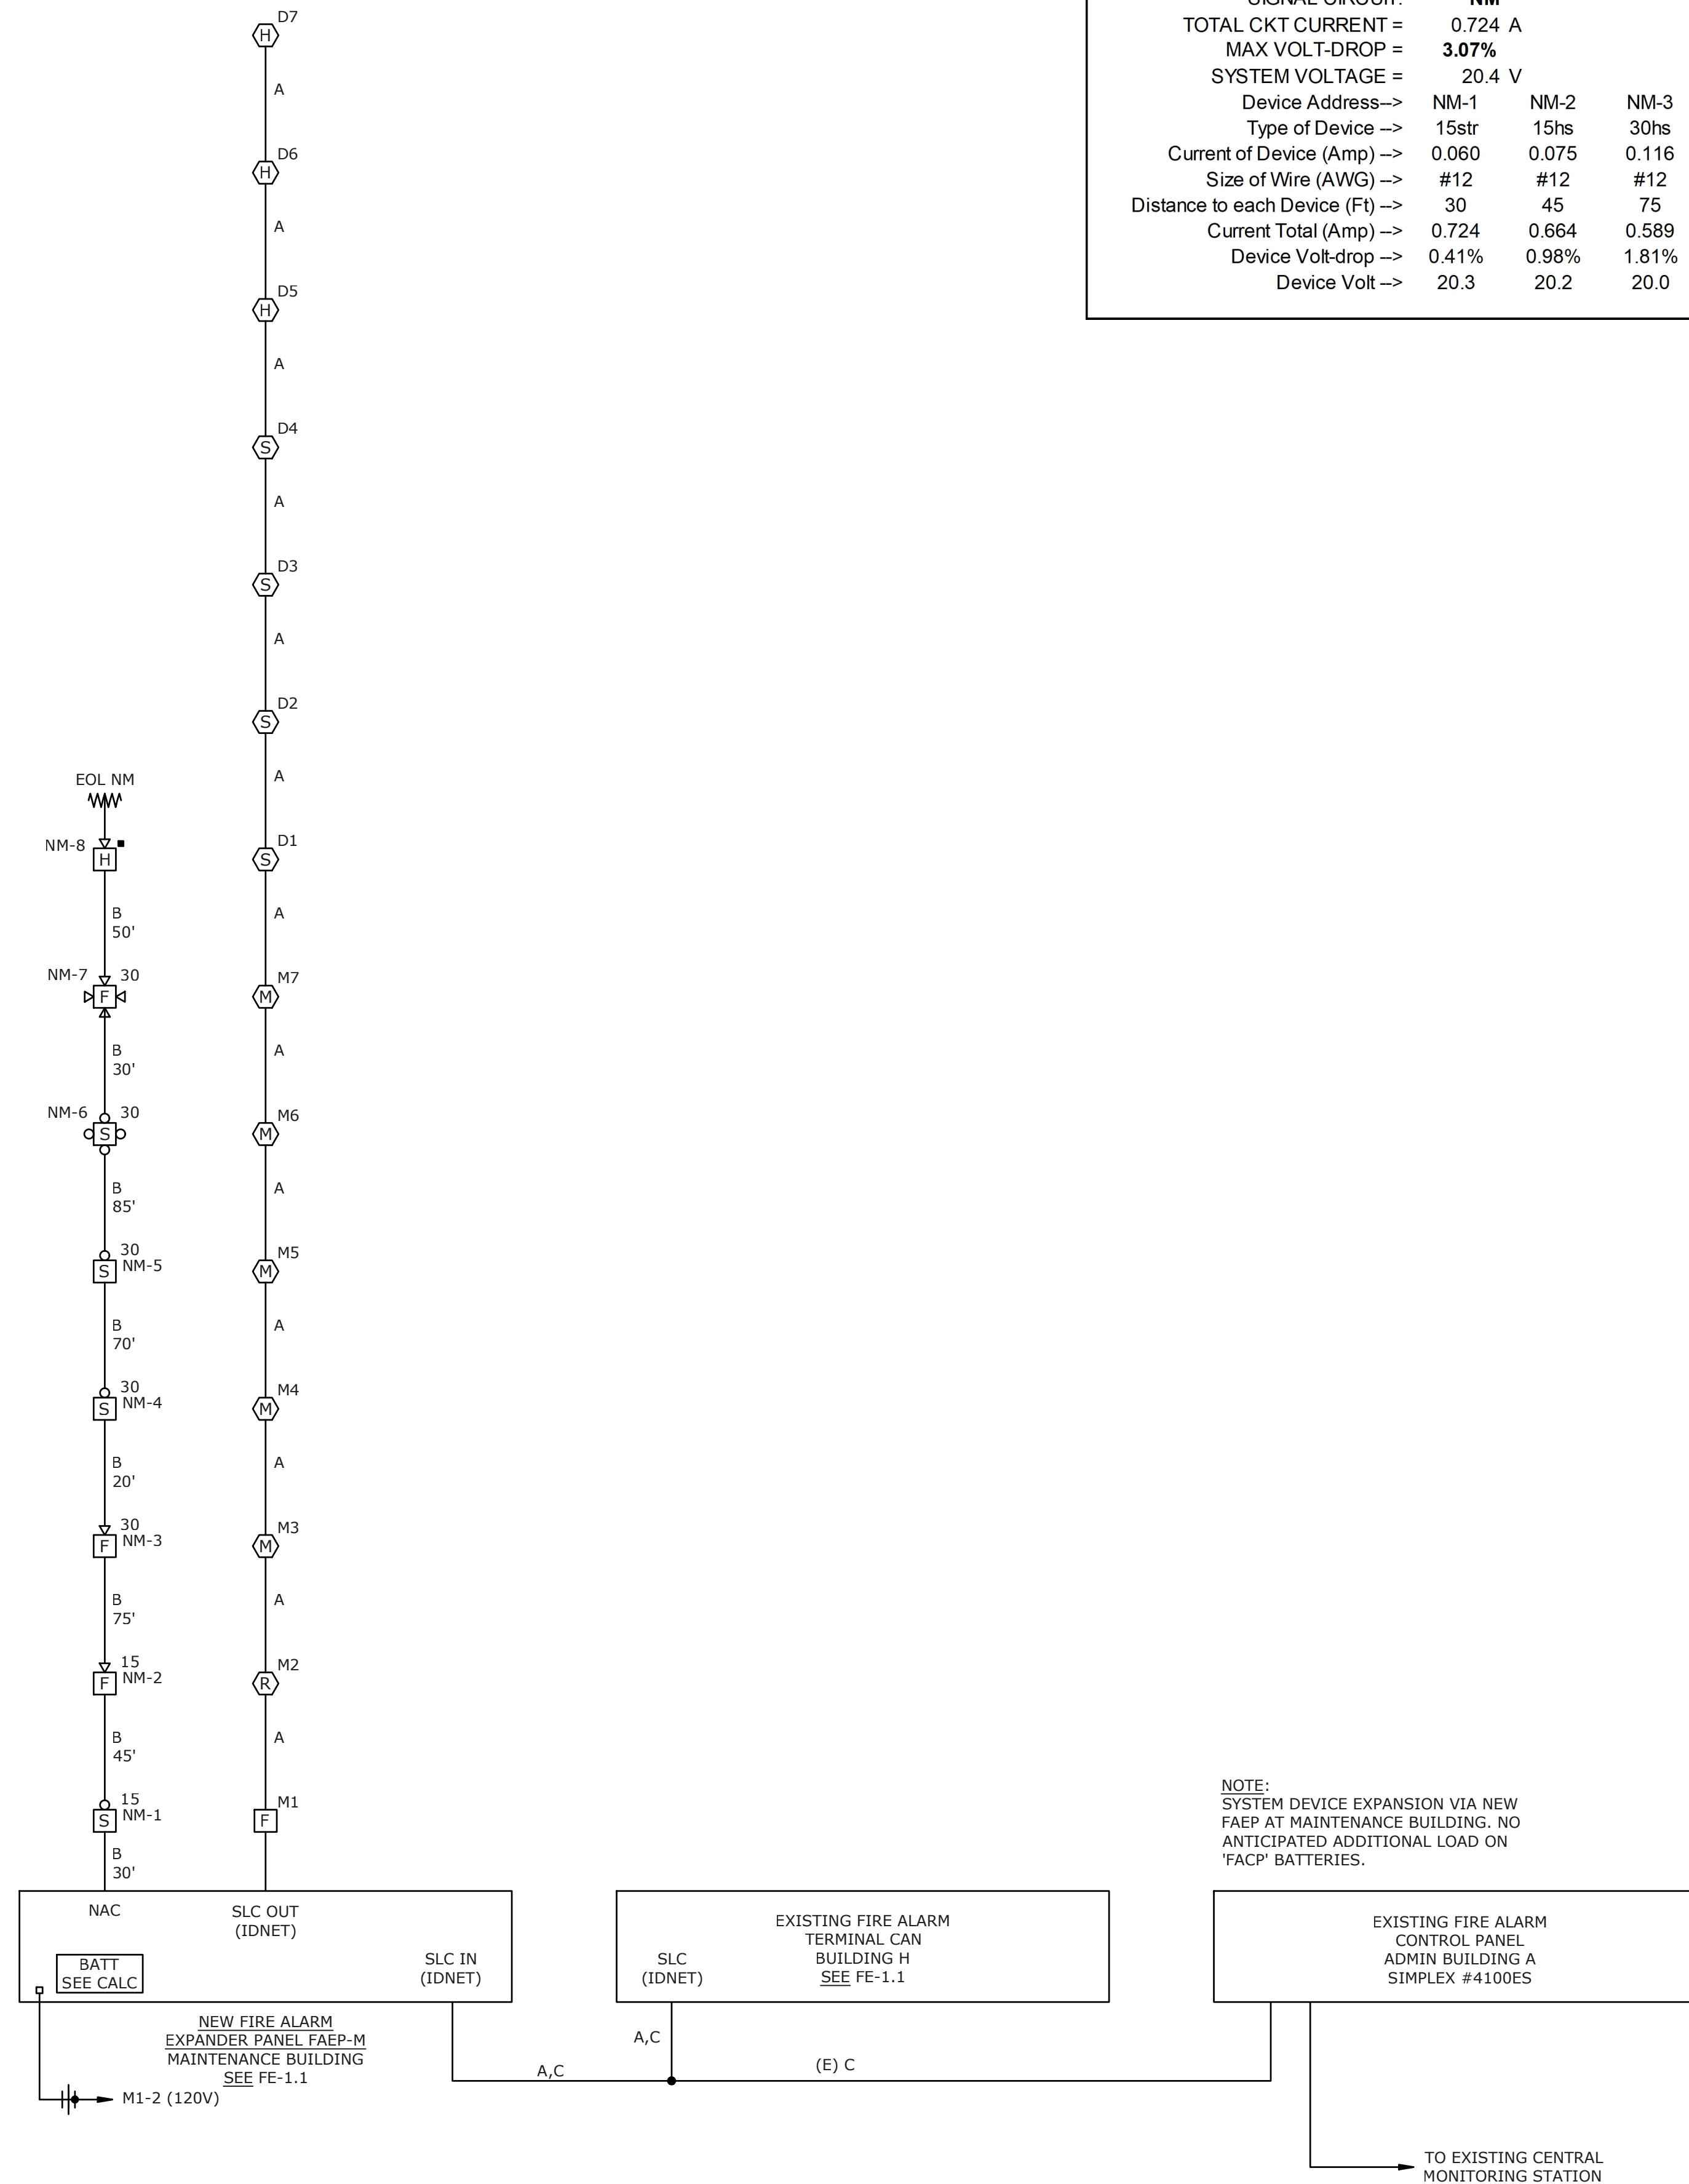 D7
H
A
D6
H
A
D5
H
A
D4
S
A
D3
S
A
D2
S
A
D1
S
A
M7
M
A
M6
M
A
M5
M
A
M4
M
A
M3
M
A
M2
R
A
M1
F
EOL NM
NM-8
H
B
50'
NM-7 30
F
B
30'
NM-6 30
S
B
85'
30
S NM-5
B
70'
30
S NM-4
B
20'
30
F NM-3
B
75'
15
F NM-2
B
45'
15
S NM-1
B
30'
SIGNAL CIRCUIT: NM
TOTAL CKT CURRENT = 0.724 A
MAX VOLT-DROP = 3.07%
SYSTEM VOLTAGE = 20.4 V
Device Address--> NM-1 NM-2 NM-3
Type of Device --> 15str 15hs 30hs
Current of Device (Amp) --> 0.060 0.075 0.116
Size of Wire (AWG) --> #12 #12 #12
Distance to each Device (Ft) --> 30 45 75
Current Total (Amp) --> 0.724 0.664 0.589
Device Volt-drop --> 0.41% 0.98% 1.81%
Device Volt --> 20.3 20.2 20.0
NOTE:
SYSTEM DEVICE EXPANSION VIA NEW
FAEP AT MAINTENANCE BUILDING. NO
ANTICIPATED ADDITIONAL LOAD ON
'FACP' BATTERIES.
NAC
SLC OUT
(IDNET)
BATT
SEE CALC
SLC IN
(IDNET)
NEW FIRE ALARM
EXPANDER PANEL FAEP-M
MAINTENANCE BUILDING
SEE FE-1.1
M1-2 (120V)
EXISTING FIRE ALARM
TERMINAL CAN
BUILDING H
SEE FE-1.1
SLC
(IDNET)
A,C
A,C
(E) C
EXISTING FIRE ALARM
CONTROL PANEL
ADMIN BUILDING A
SIMPLEX #4100ES
TO EXISTING CENTRAL
MONITORING STATION